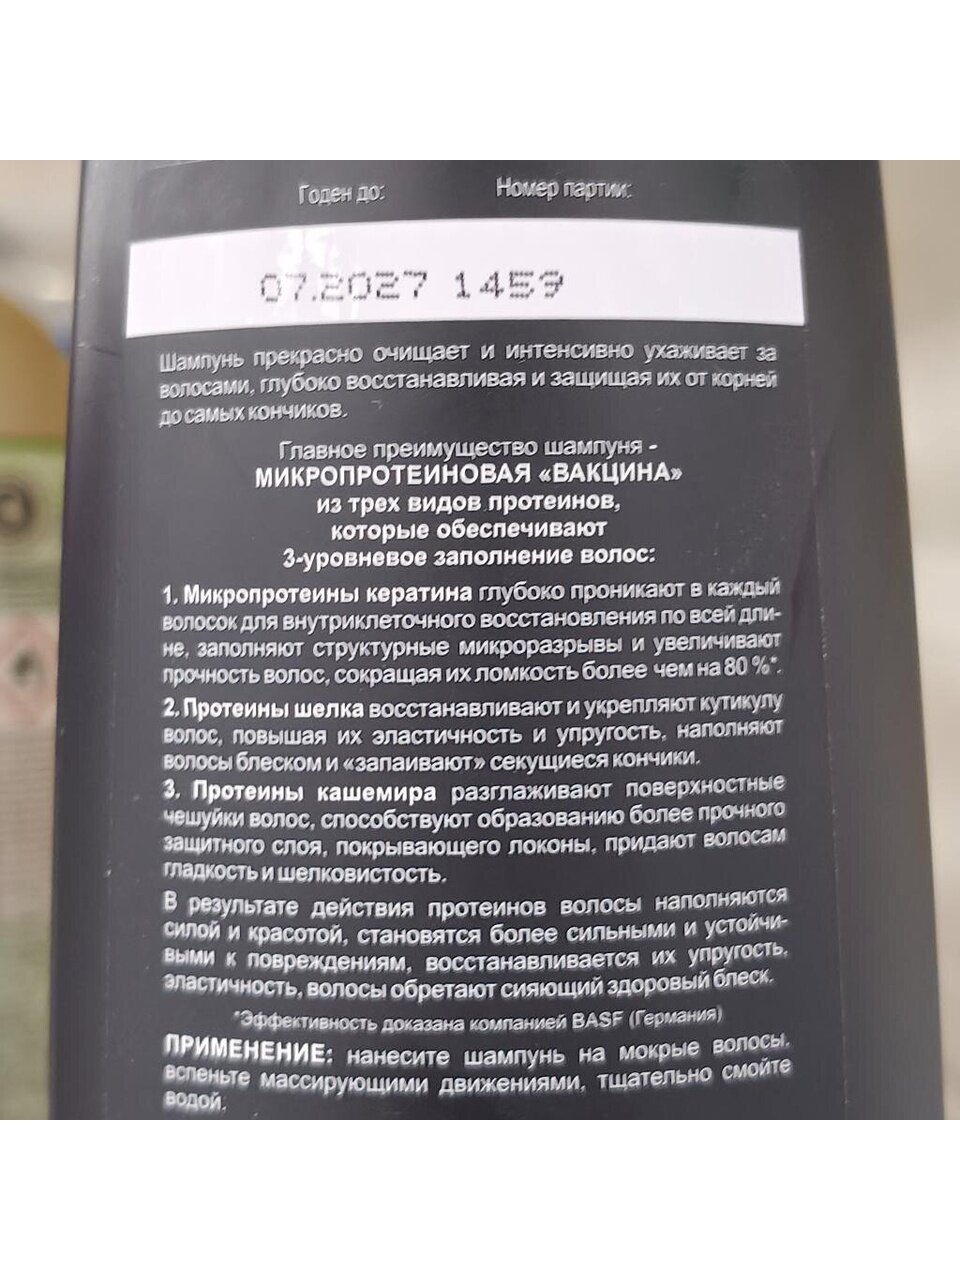 Годен до: Номер партии:
07.2027 1459
Шампунь прекрасно очищает и интенсивно ухаживает за
волосами, глубоко восстанавливая и защищая их от корней
до самых кончиков.
Главное преимущество шампуня -
МИКРОПРОТЕИНОВАЯ «ВАКЦИНА»
из трех видов протеинов,
которые обеспечивают
3-уровневое заполнение волос:
1. Микропротеины кератина глубоко проникают в каждый
волосок для внутриклеточного восстановления по всей дли-
не, заполняют структурные микроразрывы и увеличивают
прочность волос, сокращая их ломкость более чем на 80 %*.
2. Протеины шелка восстанавливают и укрепляют кутикулу
волос, повышая их эластичность и упругость, наполняют
волосы блеском и «запаивают» секущиеся кончики.
3. Протеины кашемира разглаживают поверхностные
чешуйки волос, способствуют образованию более прочного
защитного слоя, покрывающего локоны, придают волосам
гладкость и шелковистость.
В результате действия протеинов волосы наполняются
силой и красотой, становятся более сильными и устойчи-
выми к повреждениям, восстанавливается их упругость,
эластичность, волосы обретают сияющий здоровый блеск.
*Эффективность доказана компанией BASF (Германия)
ПРИМЕНЕНИЕ: нанесите шампунь на мокрые волосы,
вспеньте массирующими движениями, тщательно смойте
водой.